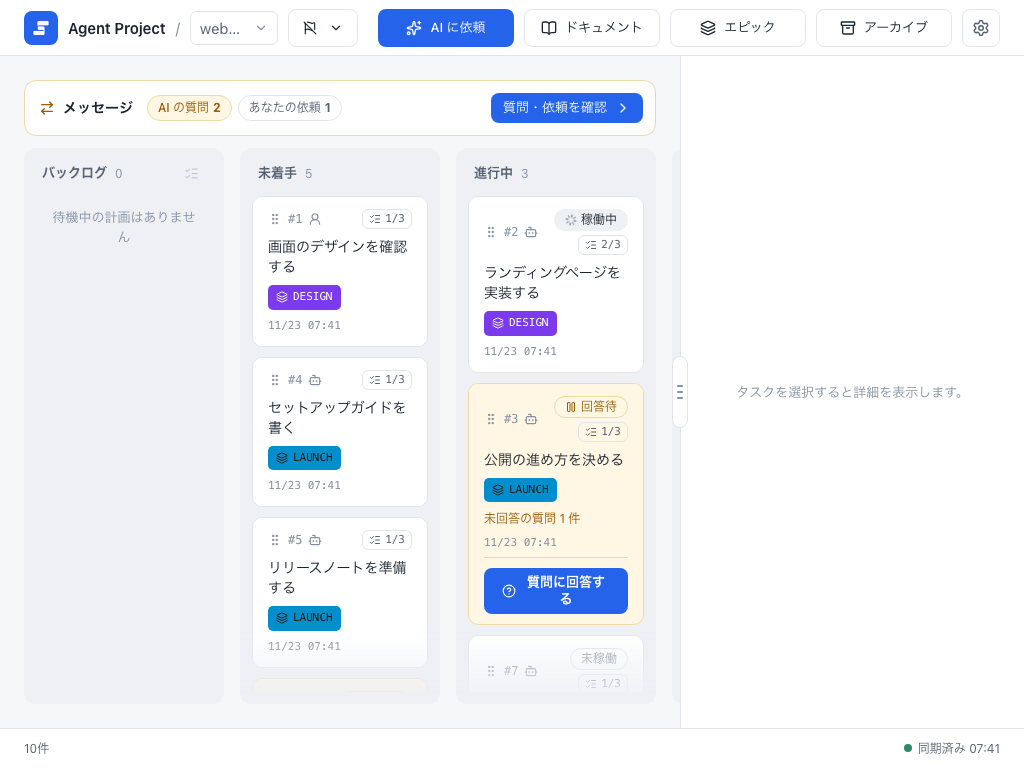 Agent Project / web...
AI に依頼
ドキュメント
エピック
アーカイブ
メッセージ
AI の質問 2
あなたの依頼 1
質問・依頼を確認
バックログ 0
待機中の計画はありませ
ん
未着手 5
#1
1/3
画面のデザインを確認
する
DESIGN
11/23 07:41
#4
1/3
セットアップガイドを
書く
LAUNCH
11/23 07:41
#5
1/3
リリースノートを準備
する
LAUNCH
11/23 07:41
進行中 3
稼働中
#2
2/3
ランディングページを
実装する
DESIGN
11/23 07:41
回答待
#3
1/3
公開の進め方を決める
LAUNCH
未回答の質問 1 件
11/23 07:41
質問に回答す
る
未稼働
#7
1/3
タスクを選択すると詳細を表示します。
10件
同期済み 07:41